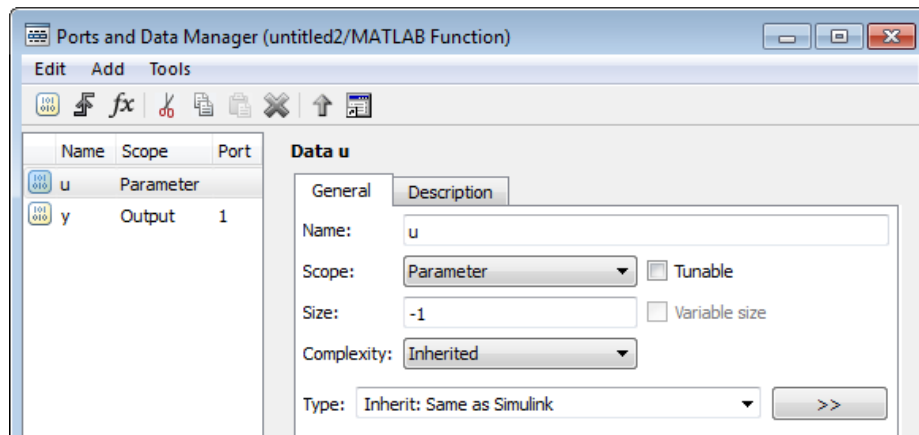 Ports and Data Manager (untitled2/MATLAB Function)
Edit Add Tools
fx
Name Scope Port
u Parameter
y Output 1
Data u
General Description
Name: u
Scope: Parameter Tunable
Size: -1 Variable size
Complexity: Inherited
Type: Inherit: Same as Simulink >>